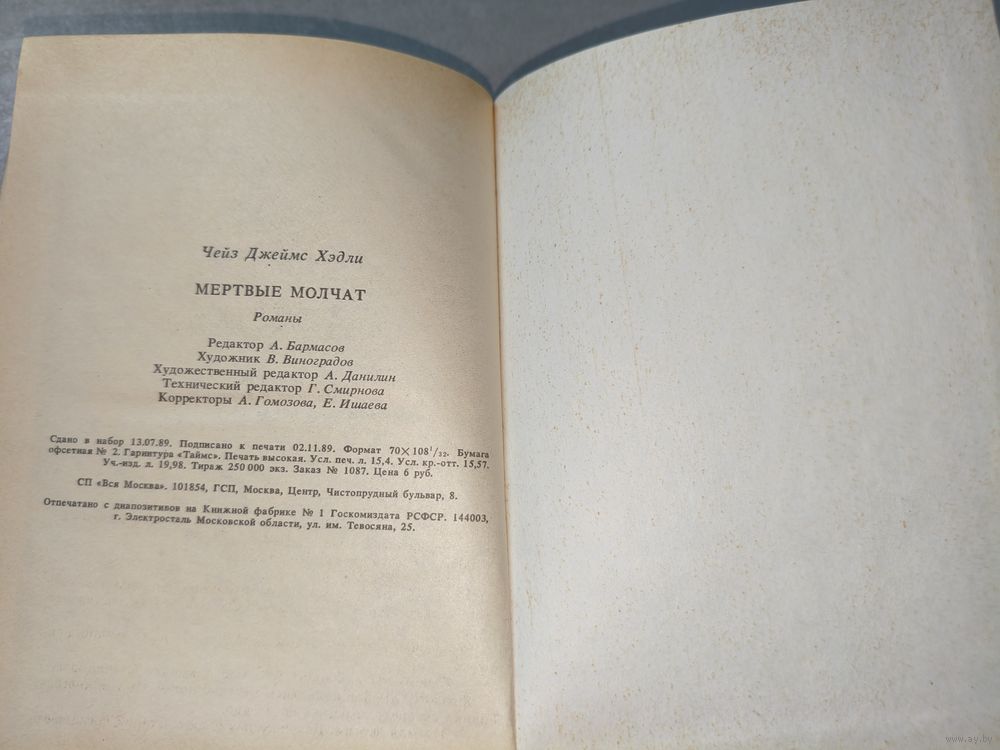 Чейз Джеймс Хэдли
МЕРТВЫЕ МОЛЧАТ
Романы
Редактор А. Бармасов
Художник В. Виноградов
Художественный редактор А. Данилин
Технический редактор Г. Смирнова
Корректоры А. Гомозова, Е. Ишаева
Сдано в набор 13.07.89. Подписано к печати 02.11.89. Формат 70×108¹/₃₂. Бумага
офсетная № 2. Гарнитура «Таймс». Печать высокая. Усл. печ. л. 15,4. Усл. кр.-отт. 15,57.
Уч.-изд. л. 19,98. Тираж 250 000 экз. Заказ № 1087. Цена 6 руб.
СП «Вся Москва». 101854, ГСП, Москва, Центр, Чистопрудный бульвар, 8.
Отпечатано с диапозитивов на Книжной фабрике № 1 Госкомиздата РСФСР. 144003,
г. Электросталь Московской области, ул. им. Тевосяна, 25.
www.ay.by